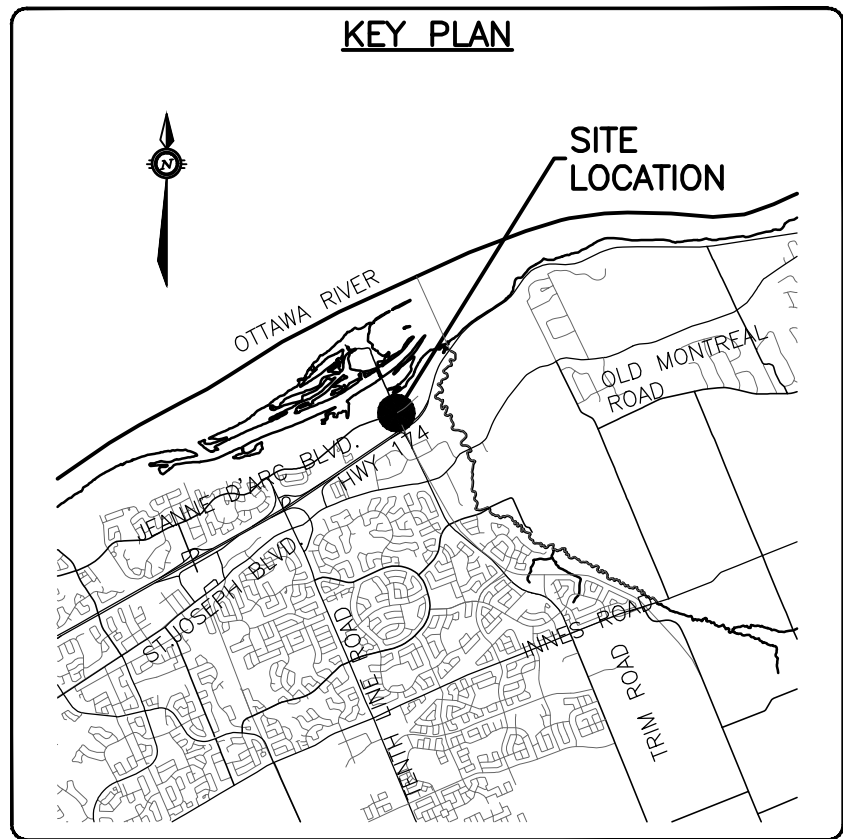 KEY PLAN
SITE
LOCATION
N
OTTAWA RIVER
OLD MONTREAL
ROAD
JEANNE D'ARC BLVD.
HWY 174
ST.JOSEPH BLVD.
INNES ROAD
TENTH LINE ROAD
TRIM ROAD